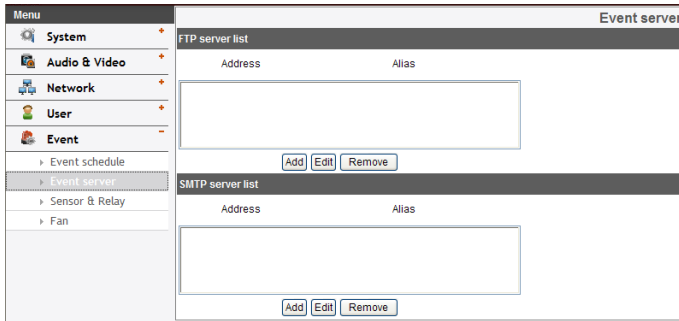 Menu
System
Audio & Video
Network
User
Event
Event schedule
Event server
Sensor & Relay
Fan
Event server
FTP server list
Address Alias
Add Edit Remove
SMTP server list
Address Alias
Add Edit Remove